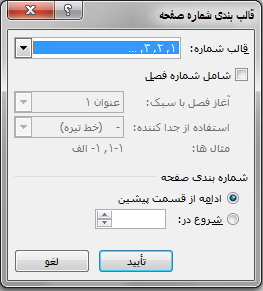 قالب بندی شماره صفحه
قالب شماره: ۱, ۲, ۳, ...
شامل شماره فصل
آغاز فصل با سبک: عنوان ۱
استفاده از جدا کننده: - (خط تیره)
مثال ها: ۱-۱, ۱- الف
شماره بندی صفحه
ادامه از قسمت پیشین
شروع در:
تأیید
لغو